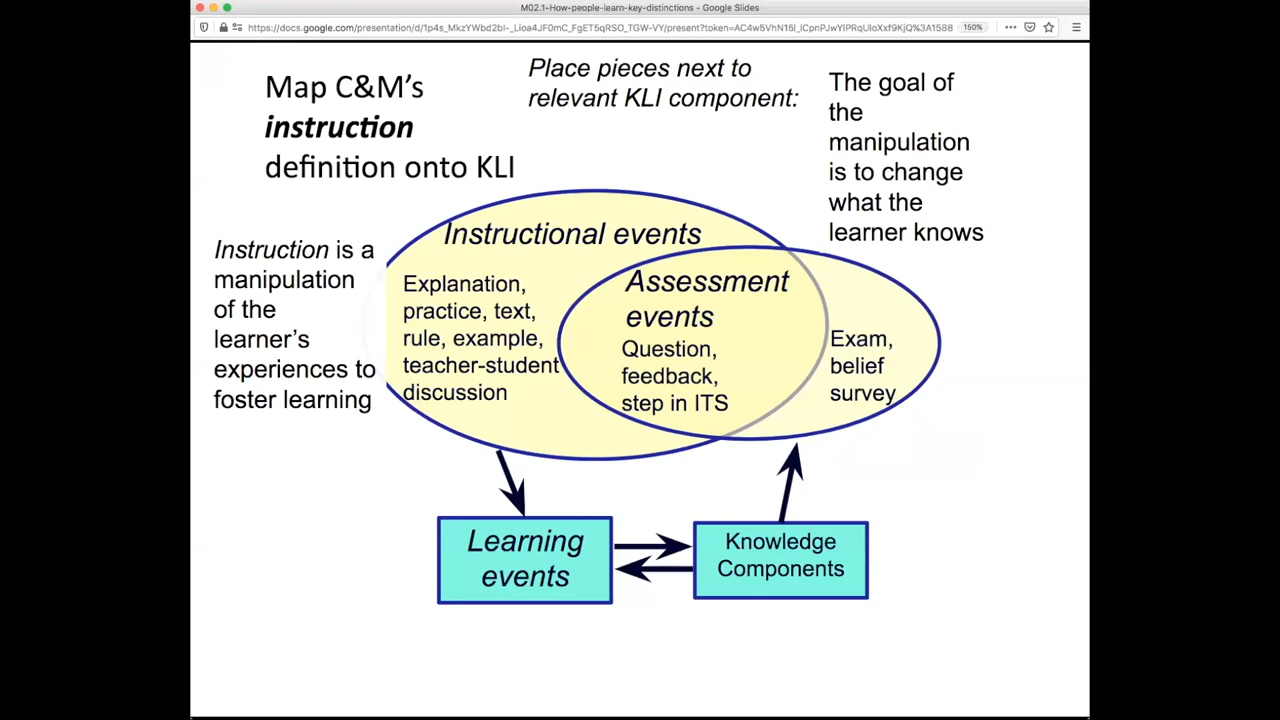 M02.1-How-people-learn-key-distinctions - Google Slides
150%
Map C&M's
instruction
definition onto KLI
Place pieces next to
relevant KLI component:
The goal of
the
manipulation
is to change
what the
learner knows
Instruction is a
manipulation
of the
learner's
experiences to
foster learning
Instructional events
Explanation,
practice, text,
rule, example,
teacher-student
discussion
Assessment
events
Question,
feedback,
step in ITS
Exam,
belief
survey
Learning
events
Knowledge
Components